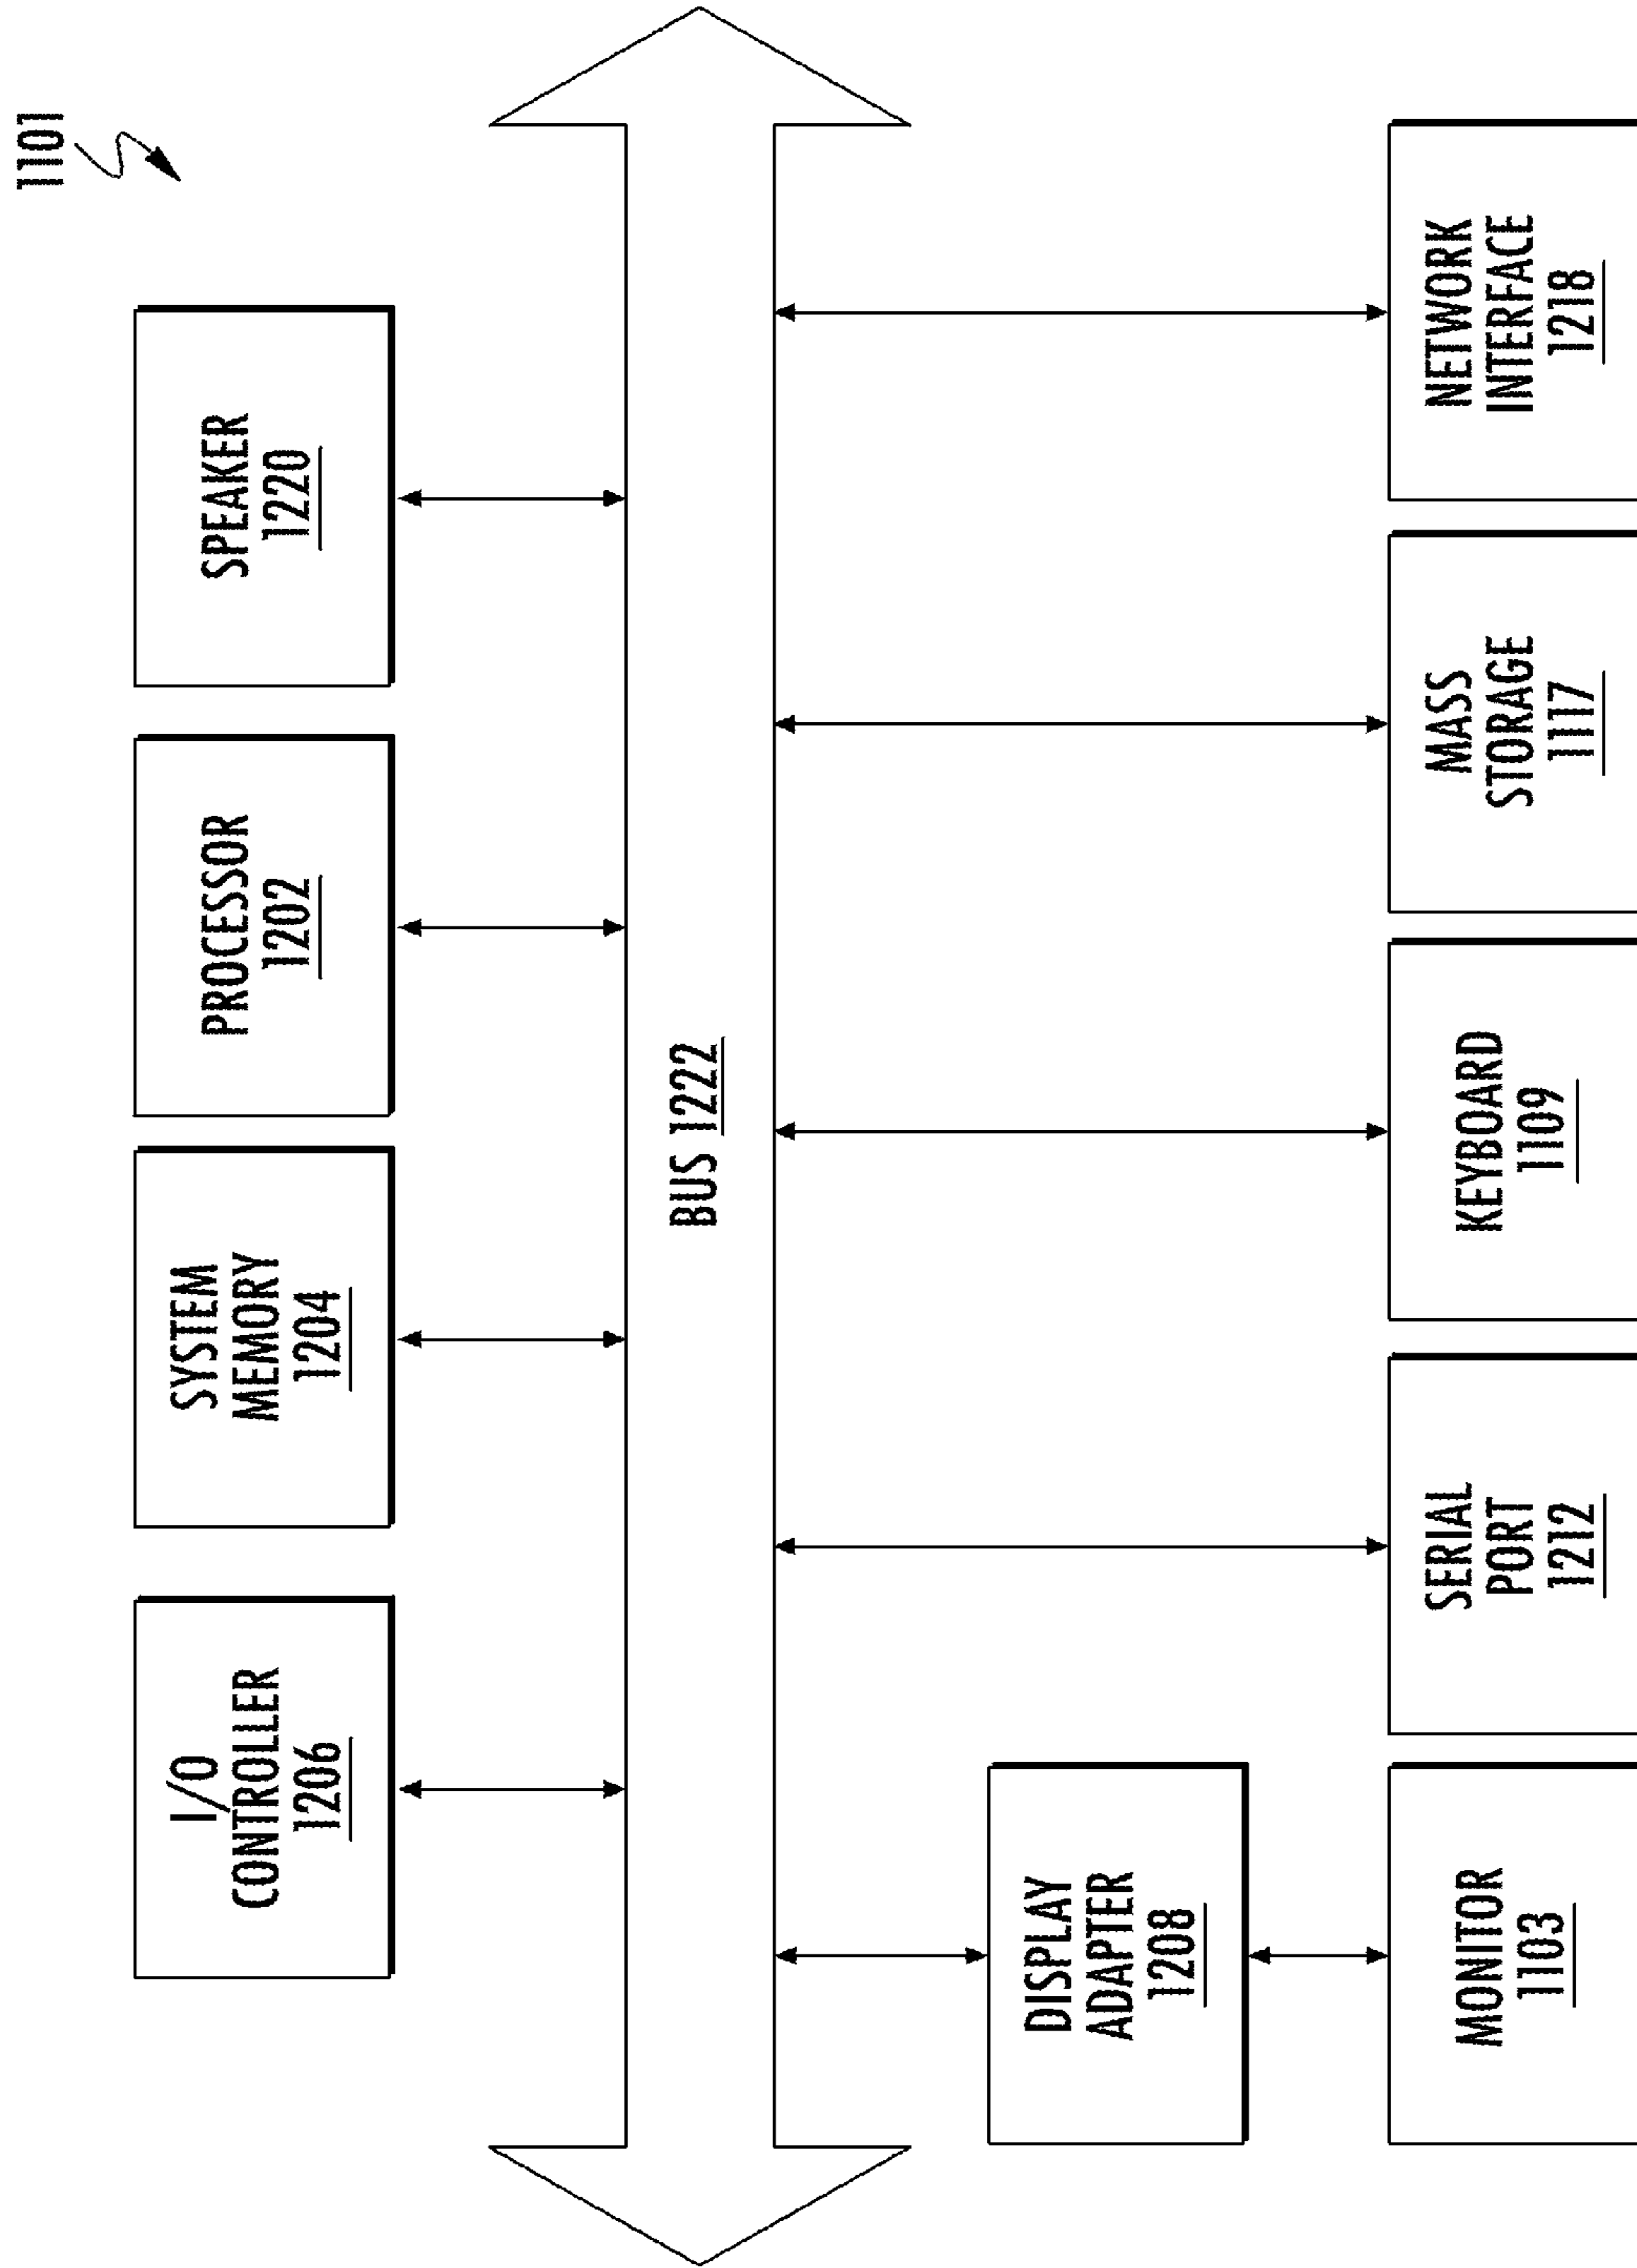 1101
I/O
CONTROLLER
1206
SYSTEM
MEMORY
1204
PROCESSOR
1202
SPEAKER
1220
BUS 1222
DISPLAY
ADAPTER
1208
MONITOR
1103
SERIAL
PORT
1212
KEYBOARD
1109
MASS
STORAGE
1117
NETWORK
INTERFACE
1218